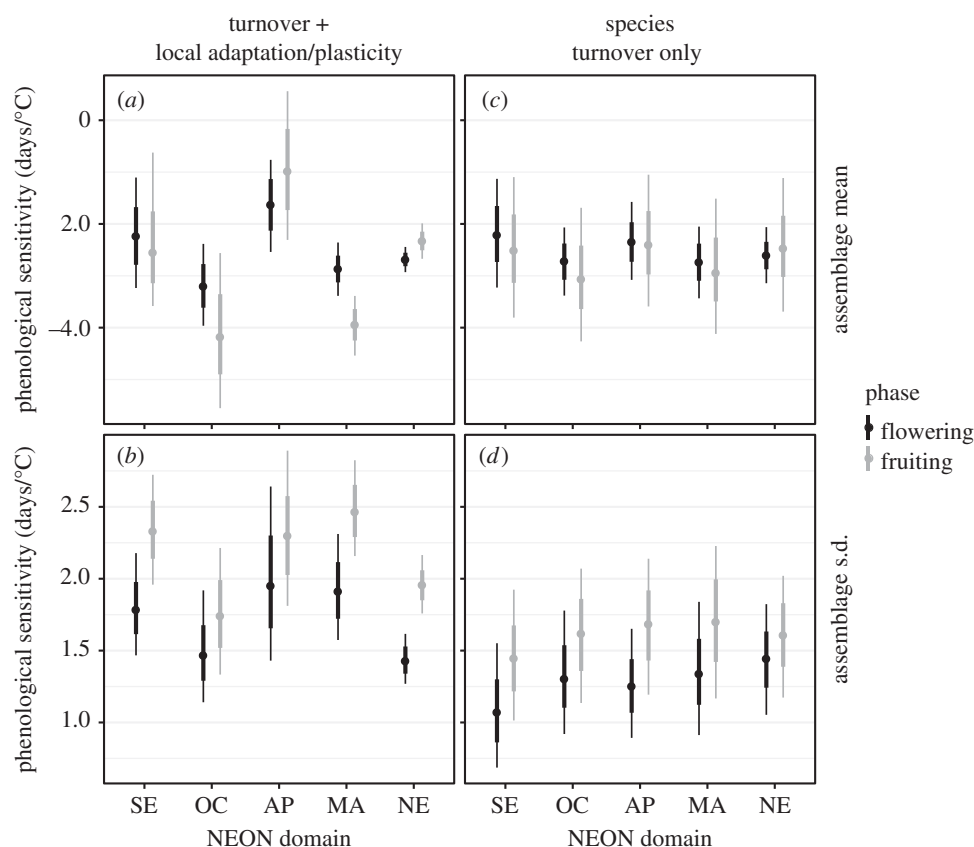 turnover +
local adaptation/plasticity
species
turnover only
(a)
(c)
phenological sensitivity (days/°C)
0
2.0
–4.0
assemblage mean
phase
flowering
fruiting
(b)
(d)
phenological sensitivity (days/°C)
2.5
2.0
1.5
1.0
assemblage s.d.
SE OC AP MA NE
SE OC AP MA NE
NEON domain
NEON domain